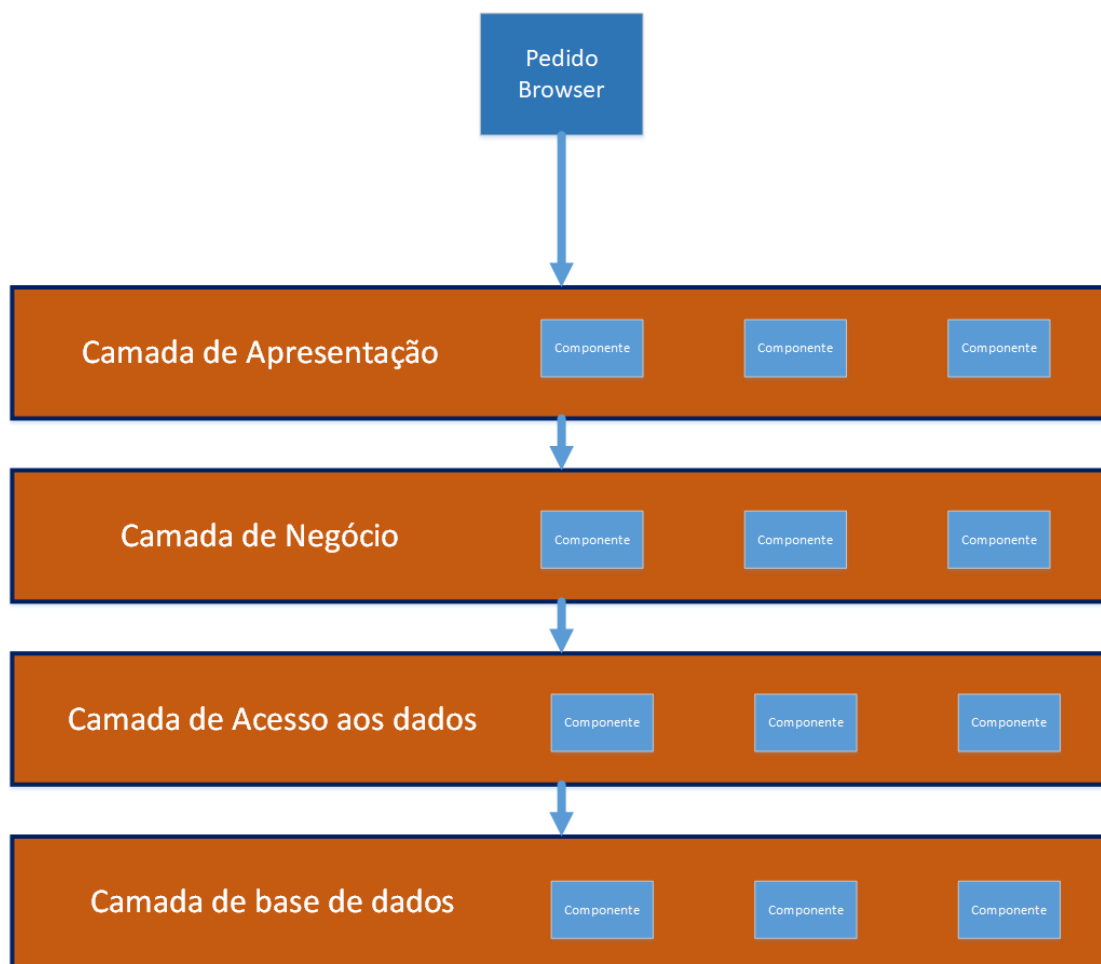 Pedido
Browser
Camada de Apresentação
Componente
Componente
Componente
Camada de Negócio
Componente
Componente
Componente
Camada de Acesso aos dados
Componente
Componente
Componente
Camada de base de dados
Componente
Componente
Componente